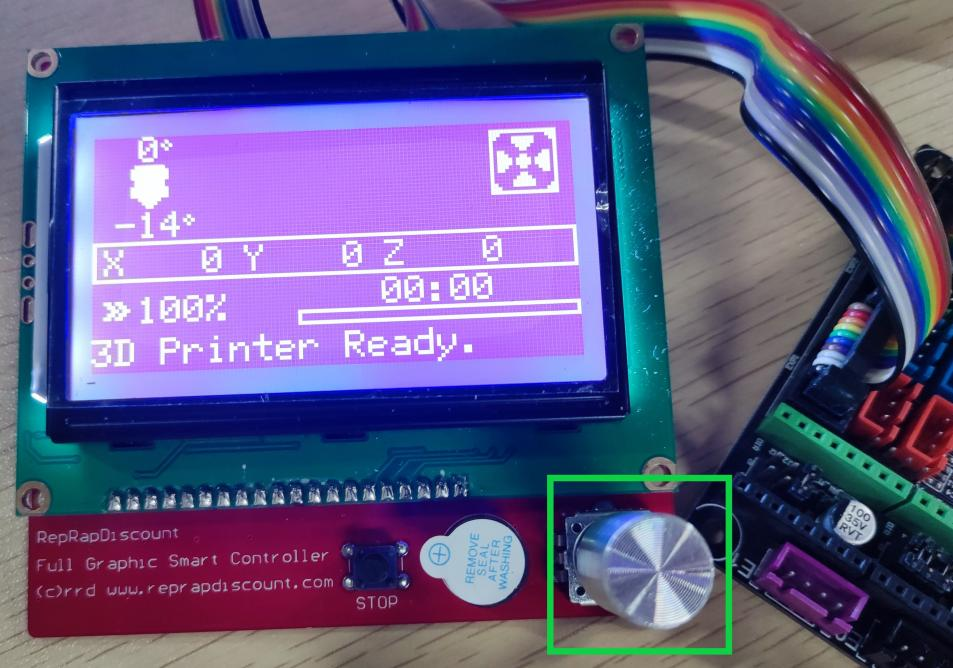 0°
-14°
X 0 Y 0 Z 0
»100% 00:00
3D Printer Ready.
RepRapDiscount
Full Graphic Smart Controller
(c)rrd www.reprapdiscount.com
STOP
+
REMOVE
SEAL
AFTER
WASHING
100
35V
RVT